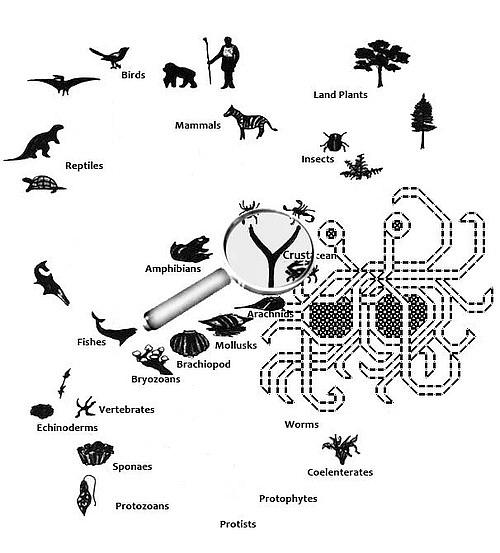 Birds
Land Plants
Mammals
Insects
Reptiles
Crustacean
Amphibians
Arachnids
Fishes
Mollusks
Brachiopod
Bryozoans
Vertebrates
Echinoderms
Worms
Sponaes
Coelenterates
Protozoans
Protophytes
Protists